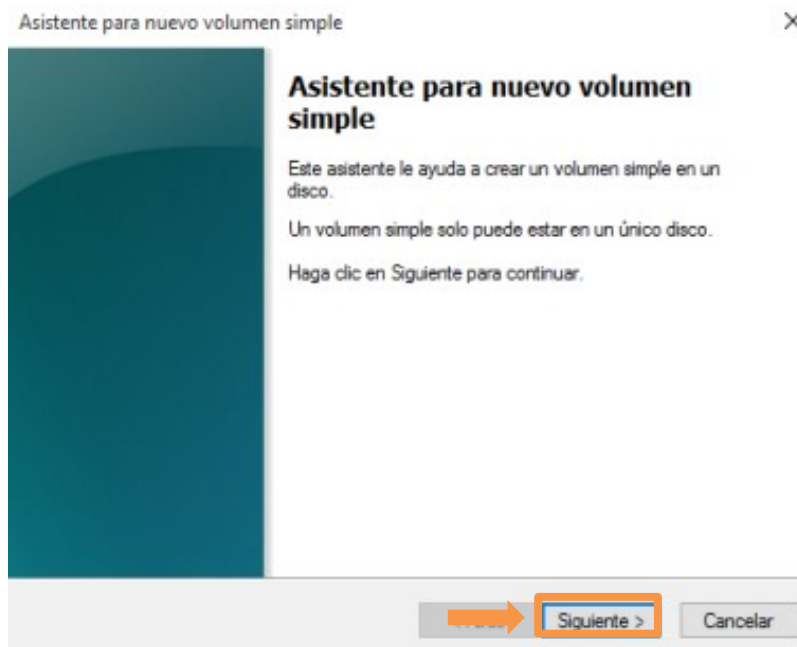 Asistente para nuevo volumen simple
Asistente para nuevo volumen
simple
Este asistente le ayuda a crear un volumen simple en un
disco.
Un volumen simple solo puede estar en un único disco.
Haga clic en Siguiente para continuar.
Siguiente > Cancelar